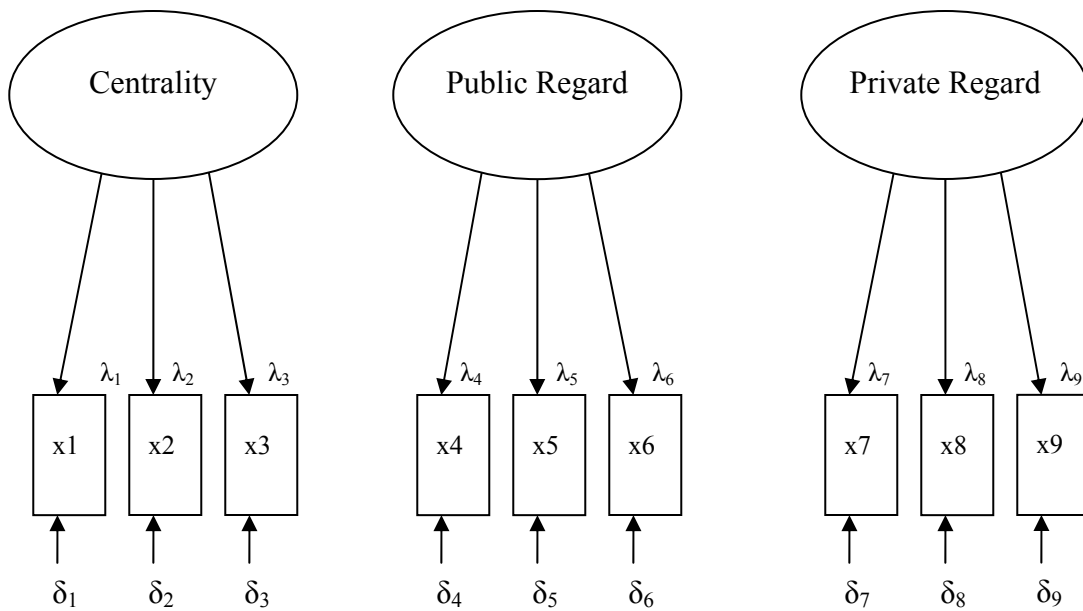 Centrality
Public Regard
Private Regard
λ₁ λ₂ λ₃ λ₄ λ₅ λ₆ λ₇ λ₈ λ₉
x1 x2 x3 x4 x5 x6 x7 x8 x9
δ₁ δ₂ δ₃ δ₄ δ₅ δ₆ δ₇ δ₈ δ₉